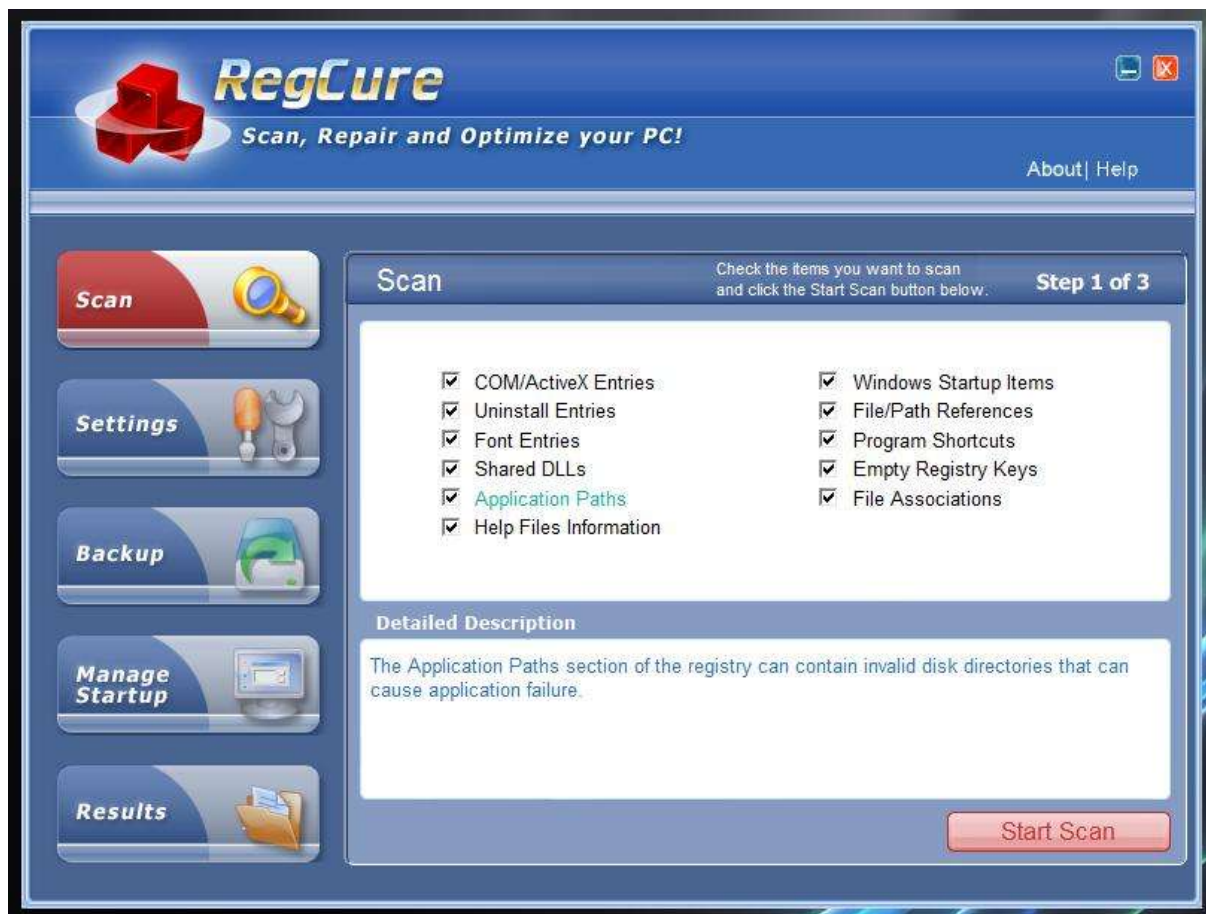 RegCure
Scan, Repair and Optimize your PC!
About| Help
Scan
Settings
Backup
Manage
Startup
Results
Scan
Check the items you want to scan
and click the Start Scan button below.
Step 1 of 3
COM/ActiveX Entries
Uninstall Entries
Font Entries
Shared DLLs
Application Paths
Help Files Information
Windows Startup Items
File/Path References
Program Shortcuts
Empty Registry Keys
File Associations
Detailed Description
The Application Paths section of the registry can contain invalid disk directories that can
cause application failure.
Start Scan